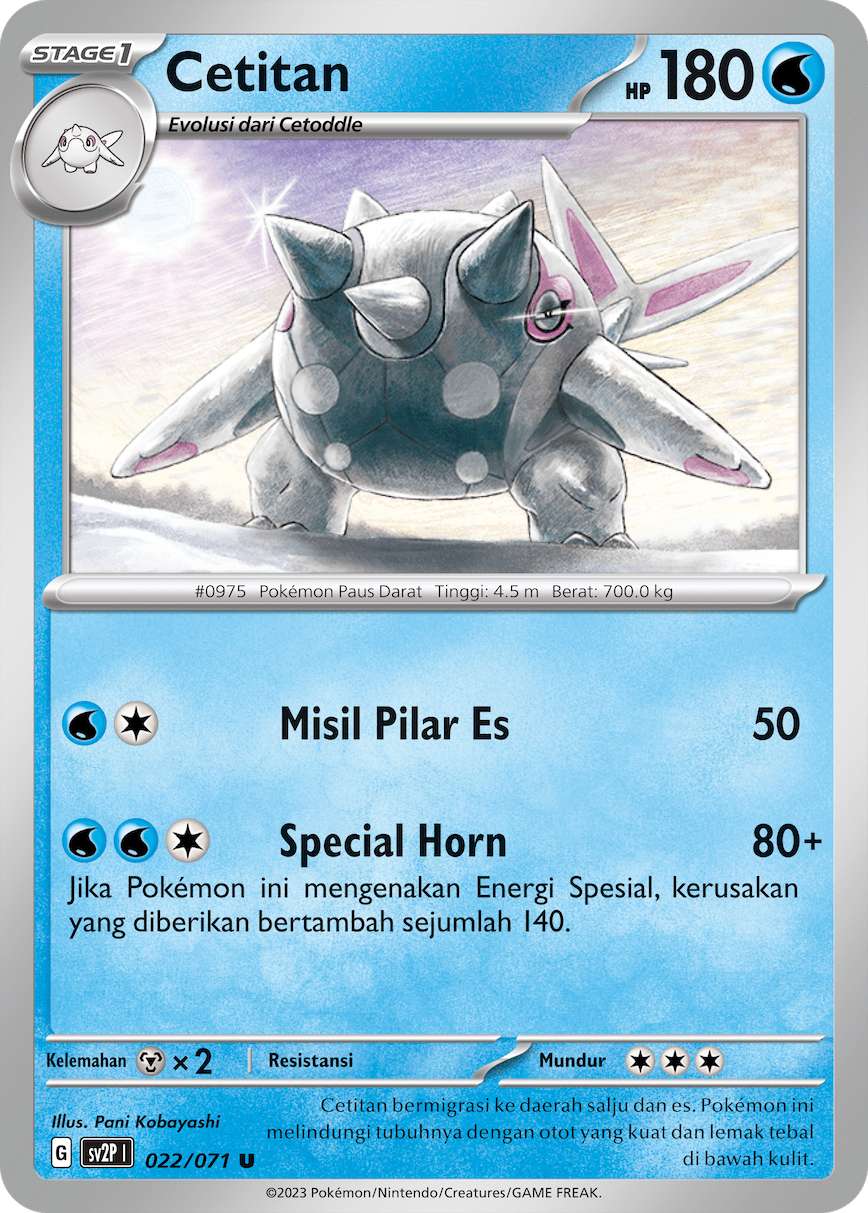 STAGE1
Cetitan
HP 180
Evolusi dari Cetoddle
#0975 Pokémon Paus Darat Tinggi: 4.5 m Berat: 700.0 kg
Misil Pilar Es 50
Special Horn 80+
Jika Pokémon ini mengenakan Energi Spesial, kerusakan
yang diberikan bertambah sejumlah 140.
Kelemahan ×2 Resistansi Mundur
Illus. Pani Kobayashi
Cetitan bermigrasi ke daerah salju dan es. Pokémon ini
melindungi tubuhnya dengan otot yang kuat dan lemak tebal
di bawah kulit.
G sv2P I 022/071 U
©2023 Pokémon/Nintendo/Creatures/GAME FREAK.